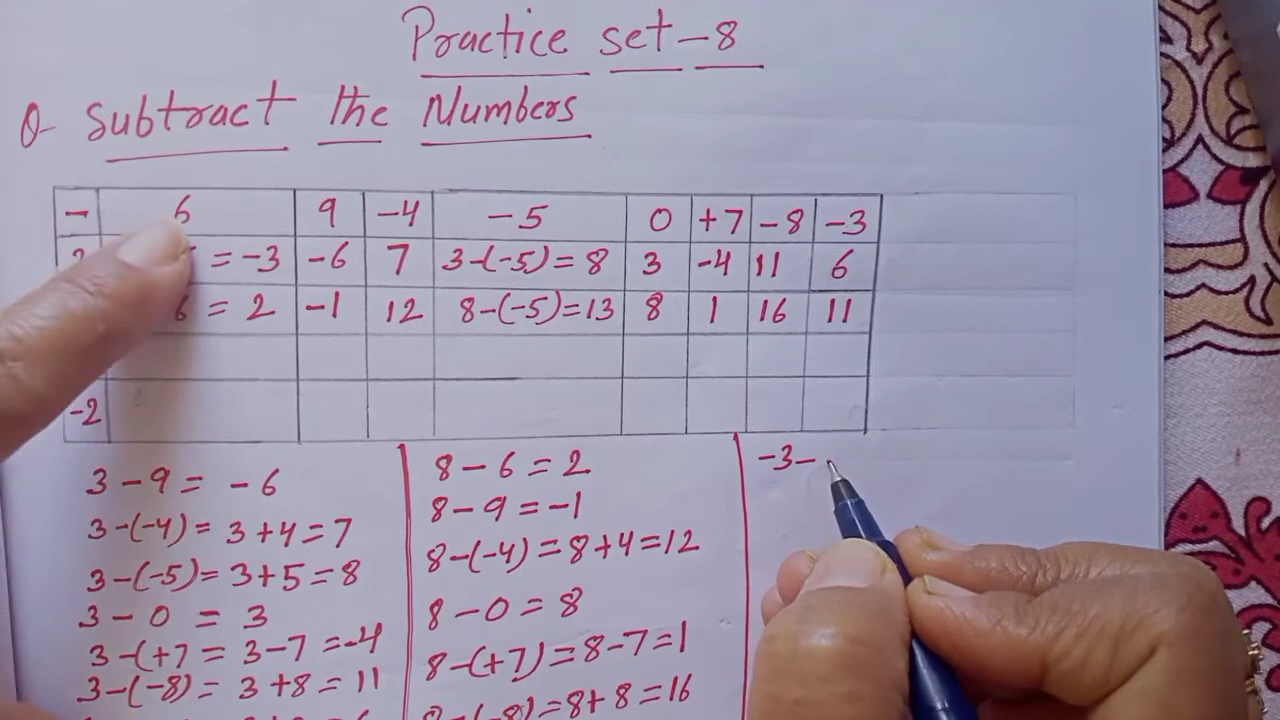 Practice set-8
Q- Subtract the Numbers
- 6 9 -4 -5 0 +7 -8 -3
= -3 -6 7 3-(-5)=8 3 -4 11 6
6 = 2 -1 12 8-(-5)=13 8 1 16 11
-2
3-9= -6
3-(-4)= 3+4=7
3-(-5)=3+5=8
3-0 = 3
3-(+7 = 3-7=-4
3-(-8)= 3+8=11
8-6=2
8-9=-1
8-(-4)=8+4=12
8-0=8
8-(+7)=8-7=1
8-(-8)=8+8=16
-3-